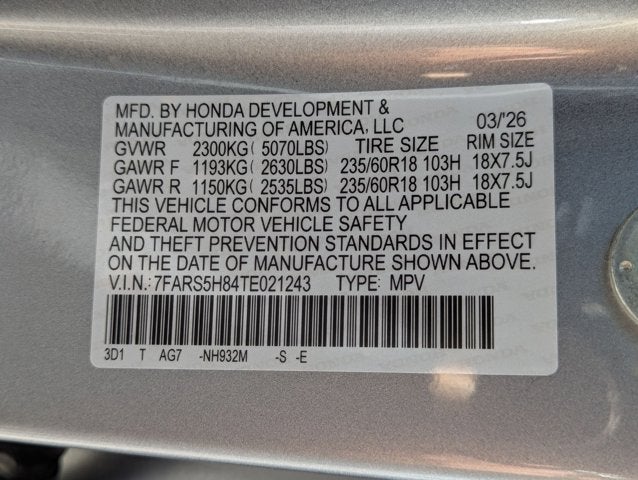 MFD. BY HONDA DEVELOPMENT &
MANUFACTURING OF AMERICA, LLC 03/'26
GVWR 2300KG( 5070LBS) TIRE SIZE RIM SIZE
GAWR F 1193KG( 2630LBS) 235/60R18 103H 18X7.5J
GAWR R 1150KG( 2535LBS) 235/60R18 103H 18X7.5J
THIS VEHICLE CONFORMS TO ALL APPLICABLE
FEDERAL MOTOR VEHICLE SAFETY
AND THEFT PREVENTION STANDARDS IN EFFECT
ON THE DATE OF MANUFACTURE SHOWN ABOVE.
V.I.N.:7FARS5H84TE021243 TYPE: MPV
3D1 T AG7 -NH932M -S -E